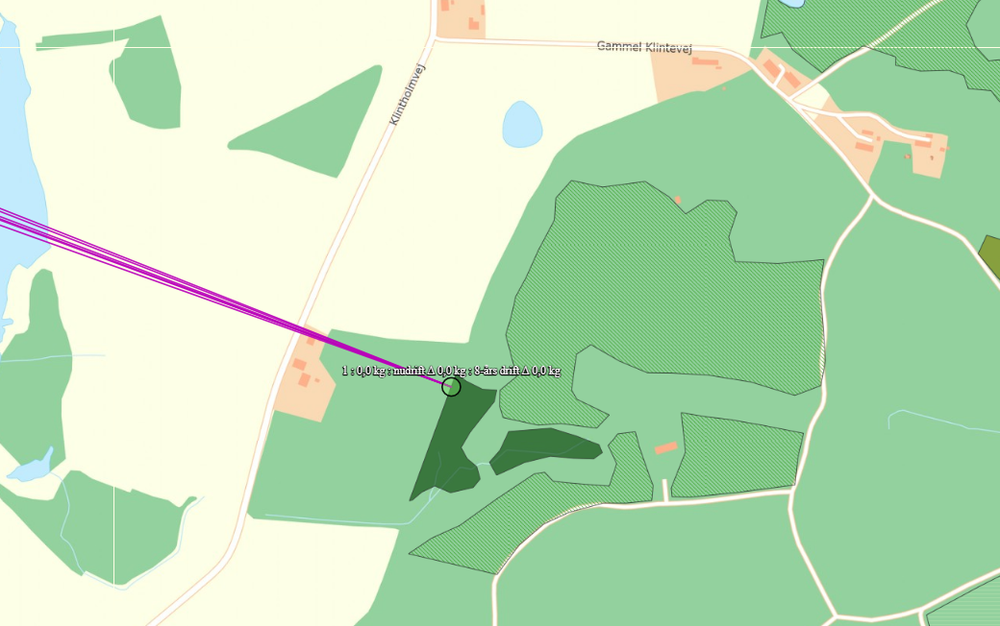 Gammel Klintevej
Klintholmvej
1 : 0,0 kg : nudrift Δ 0,0 kg : 8-års drift Δ 0,0 kg